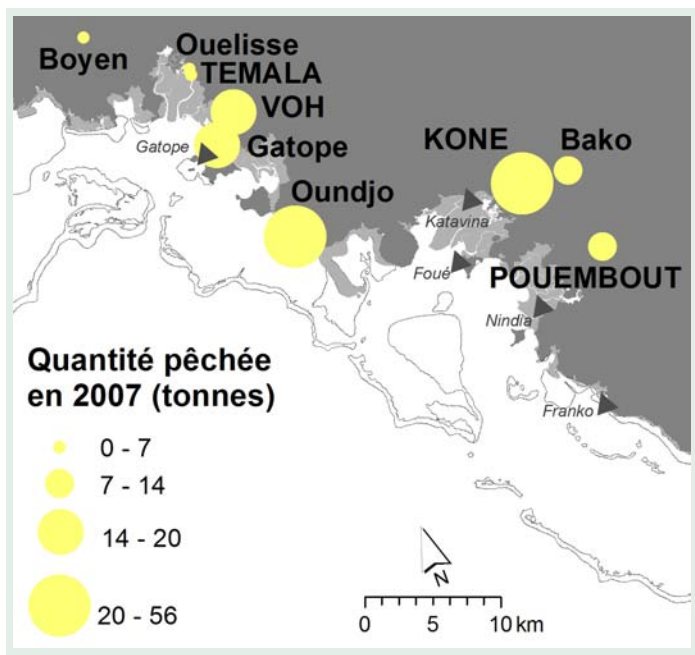 Boyen
Ouelisse
TEMALA
VOH
Gatope
Gatope
KONE
Bako
Oundjo
Katavina
Foué
POUEMBOUT
Nindia
Franko
Quantité pêchée
en 2007 (tonnes)
0 - 7
7 - 14
14 - 20
20 - 56
N
0 5 10 km